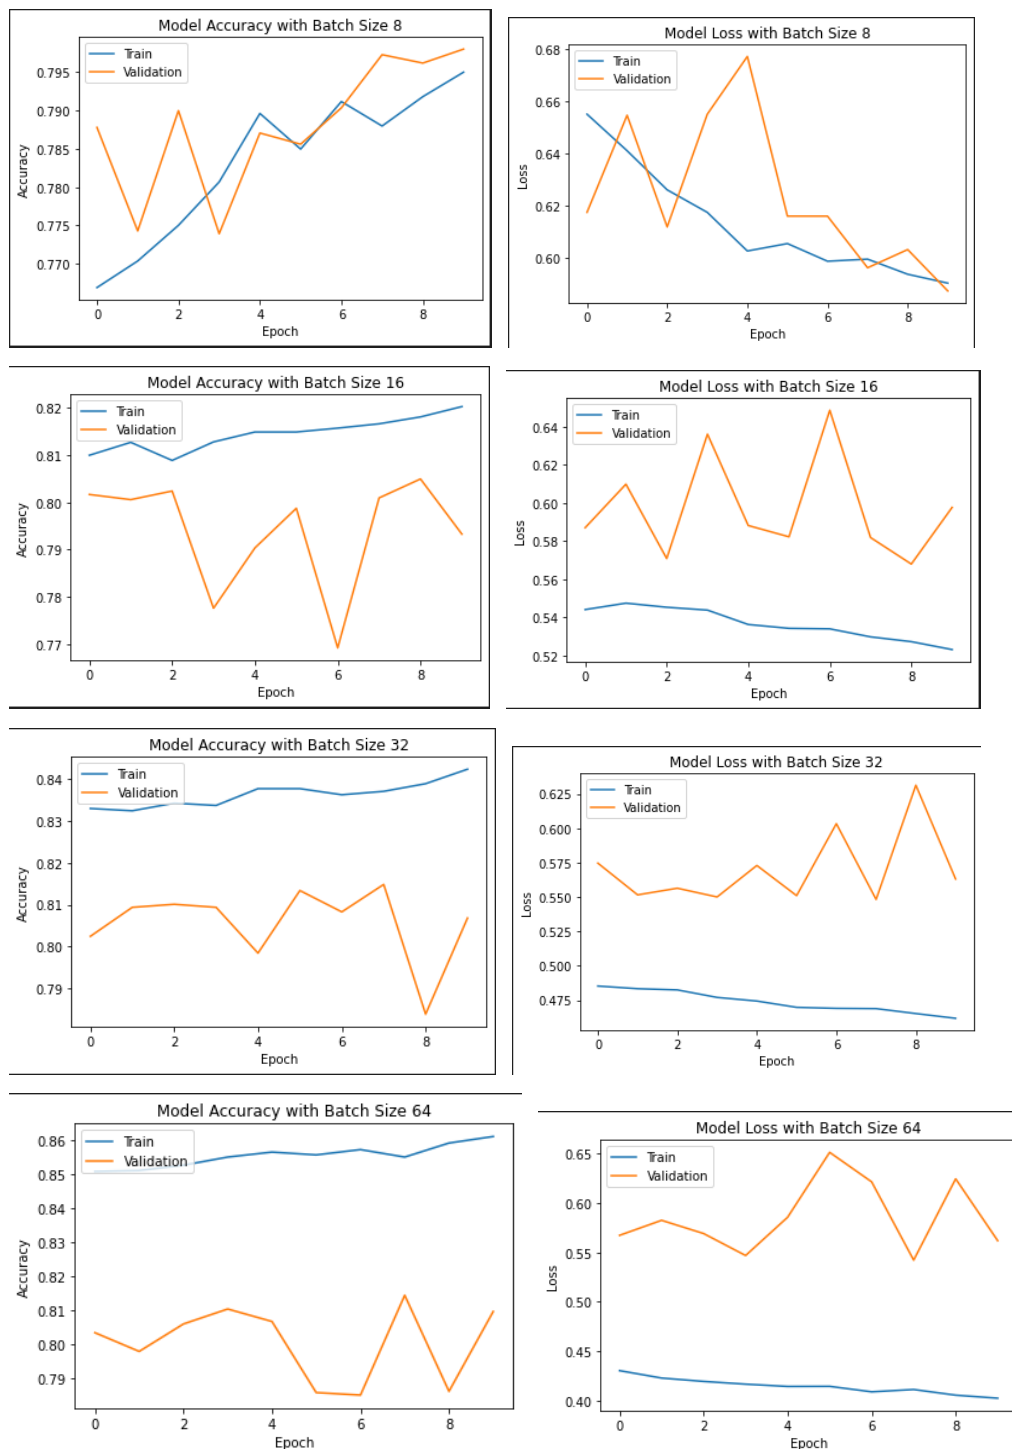 Model Accuracy with Batch Size 8
Train
Validation
0.795
0.790
0.785
0.780
0.775
0.770
Accuracy
0 2 4 6 8
Epoch
Model Loss with Batch Size 8
Train
Validation
0.68
0.66
0.64
0.62
0.60
Loss
0 2 4 6 8
Epoch
Model Accuracy with Batch Size 16
Train
Validation
0.82
0.81
0.80
0.79
0.78
0.77
Accuracy
0 2 4 6 8
Epoch
Model Loss with Batch Size 16
Train
Validation
0.64
0.62
0.60
0.58
0.56
0.54
0.52
Loss
0 2 4 6 8
Epoch
Model Accuracy with Batch Size 32
Train
Validation
0.84
0.83
0.82
0.81
0.80
0.79
Accuracy
0 2 4 6 8
Epoch
Model Loss with Batch Size 32
Train
Validation
0.625
0.600
0.575
0.550
0.525
0.500
0.475
Loss
0 2 4 6 8
Epoch
Model Accuracy with Batch Size 64
Train
Validation
0.86
0.85
0.84
0.83
0.82
0.81
0.80
0.79
Accuracy
0 2 4 6 8
Epoch
Model Loss with Batch Size 64
Train
Validation
0.65
0.60
0.55
0.50
0.45
0.40
Loss
0 2 4 6 8
Epoch